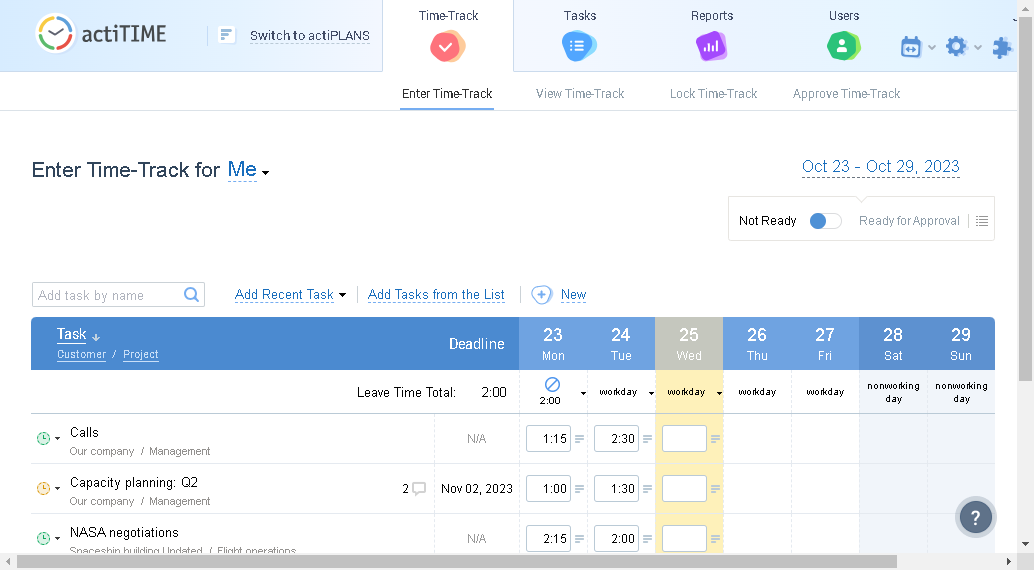 actiTIME
Switch to actiPLANS
Time-Track
Tasks
Reports
Users
Enter Time-Track
View Time-Track
Lock Time-Track
Approve Time-Track
Enter Time-Track for Me
Oct 23 - Oct 29, 2023
Not Ready
Ready for Approval
Add task by name
Add Recent Task
Add Tasks from the List
New
Task
Customer / Project
Deadline
23 24 25 26 27 28 29
Mon Tue Wed Thu Fri Sat Sun
Leave Time Total: 2:00
2:00
workday workday workday workday
nonworking nonworking
day day
Calls
Our company / Management
N/A 1:15 2:30
Capacity planning: Q2
Our company / Management
2 Nov 02, 2023 1:00 1:30
NASA negotiations
Spaceship building Updated / Flight operations
N/A 2:15 2:00
?